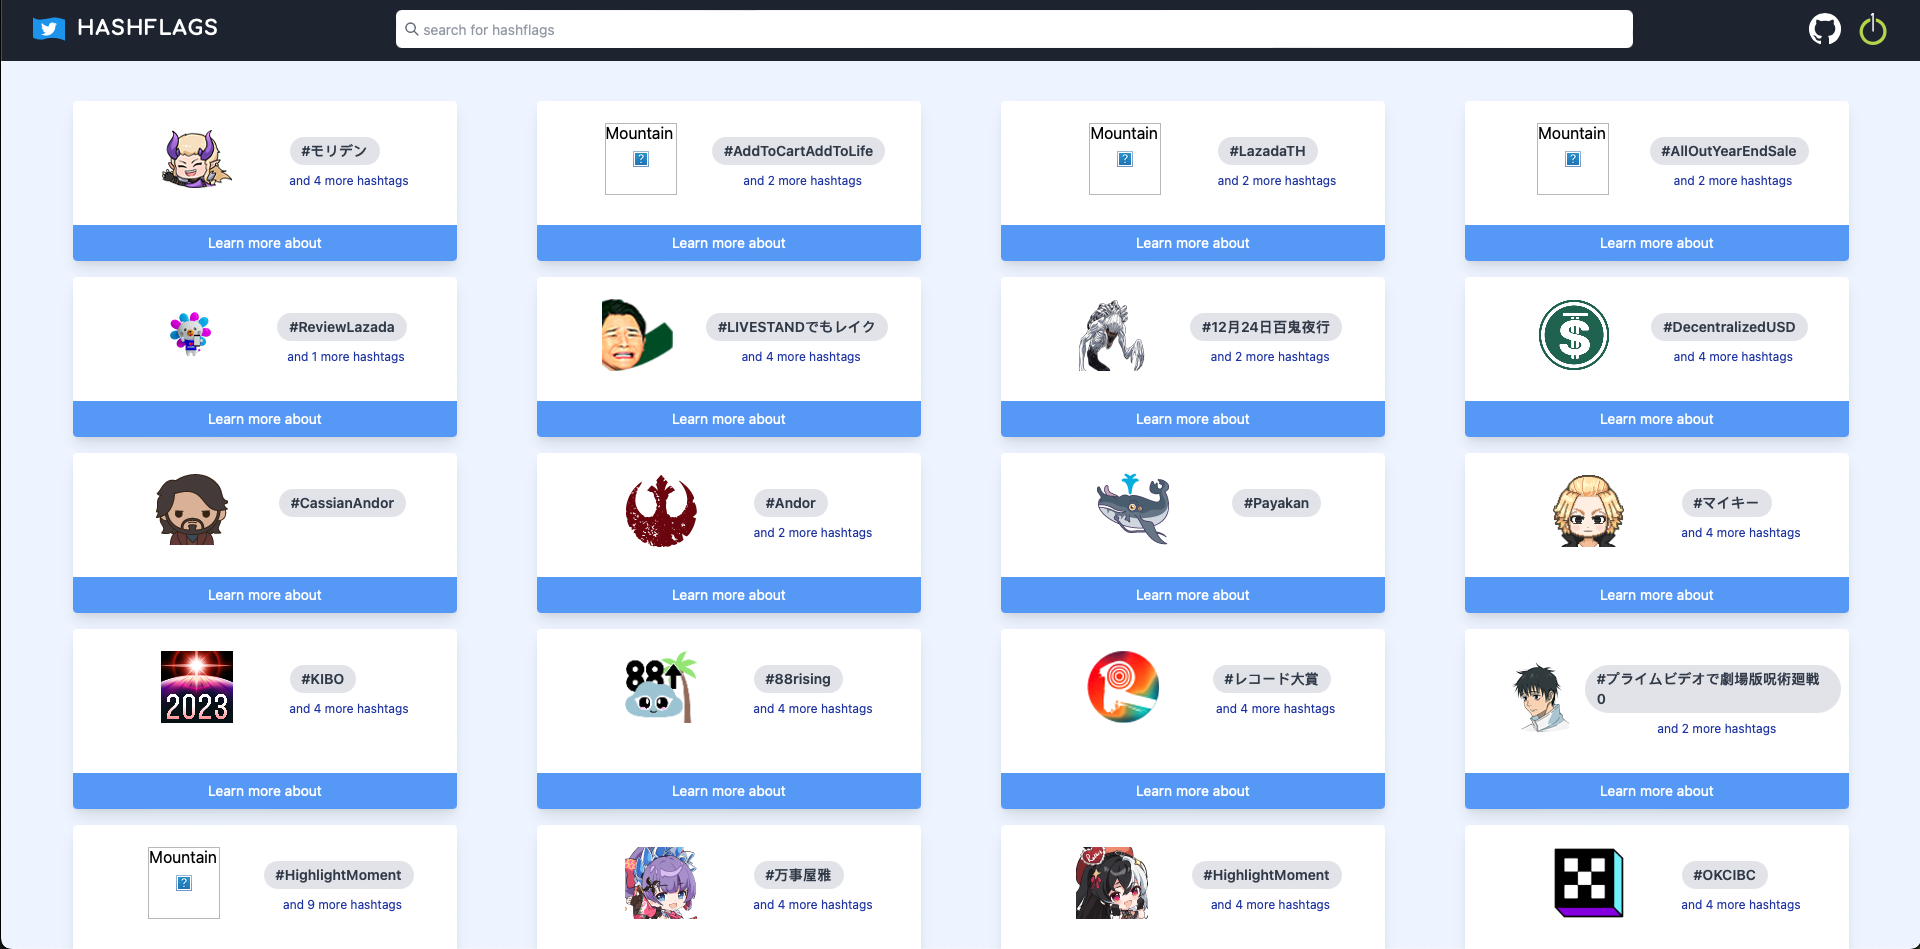 HASHFLAGS
search for hashflags
#モリデン
and 4 more hashtags
Learn more about
Mountain
#AddToCartAddToLife
and 2 more hashtags
Learn more about
Mountain
#LazadaTH
and 2 more hashtags
Learn more about
Mountain
#AllOutYearEndSale
and 2 more hashtags
Learn more about
#ReviewLazada
and 1 more hashtags
Learn more about
#LIVESTANDでもレイク
and 4 more hashtags
Learn more about
#12月24日百鬼夜行
and 2 more hashtags
Learn more about
#DecentralizedUSD
and 4 more hashtags
Learn more about
#CassianAndor
Learn more about
#Andor
and 2 more hashtags
Learn more about
#Payakan
Learn more about
#マイキー
and 4 more hashtags
Learn more about
2023
#KIBO
and 4 more hashtags
Learn more about
88
#88rising
and 4 more hashtags
Learn more about
#レコード大賞
and 4 more hashtags
Learn more about
#プライムビデオで劇場版呪術廻戦
0
and 2 more hashtags
Learn more about
Mountain
#HighlightMoment
and 9 more hashtags
#万事屋雅
and 4 more hashtags
#HighlightMoment
and 4 more hashtags
#OKCIBC
and 4 more hashtags